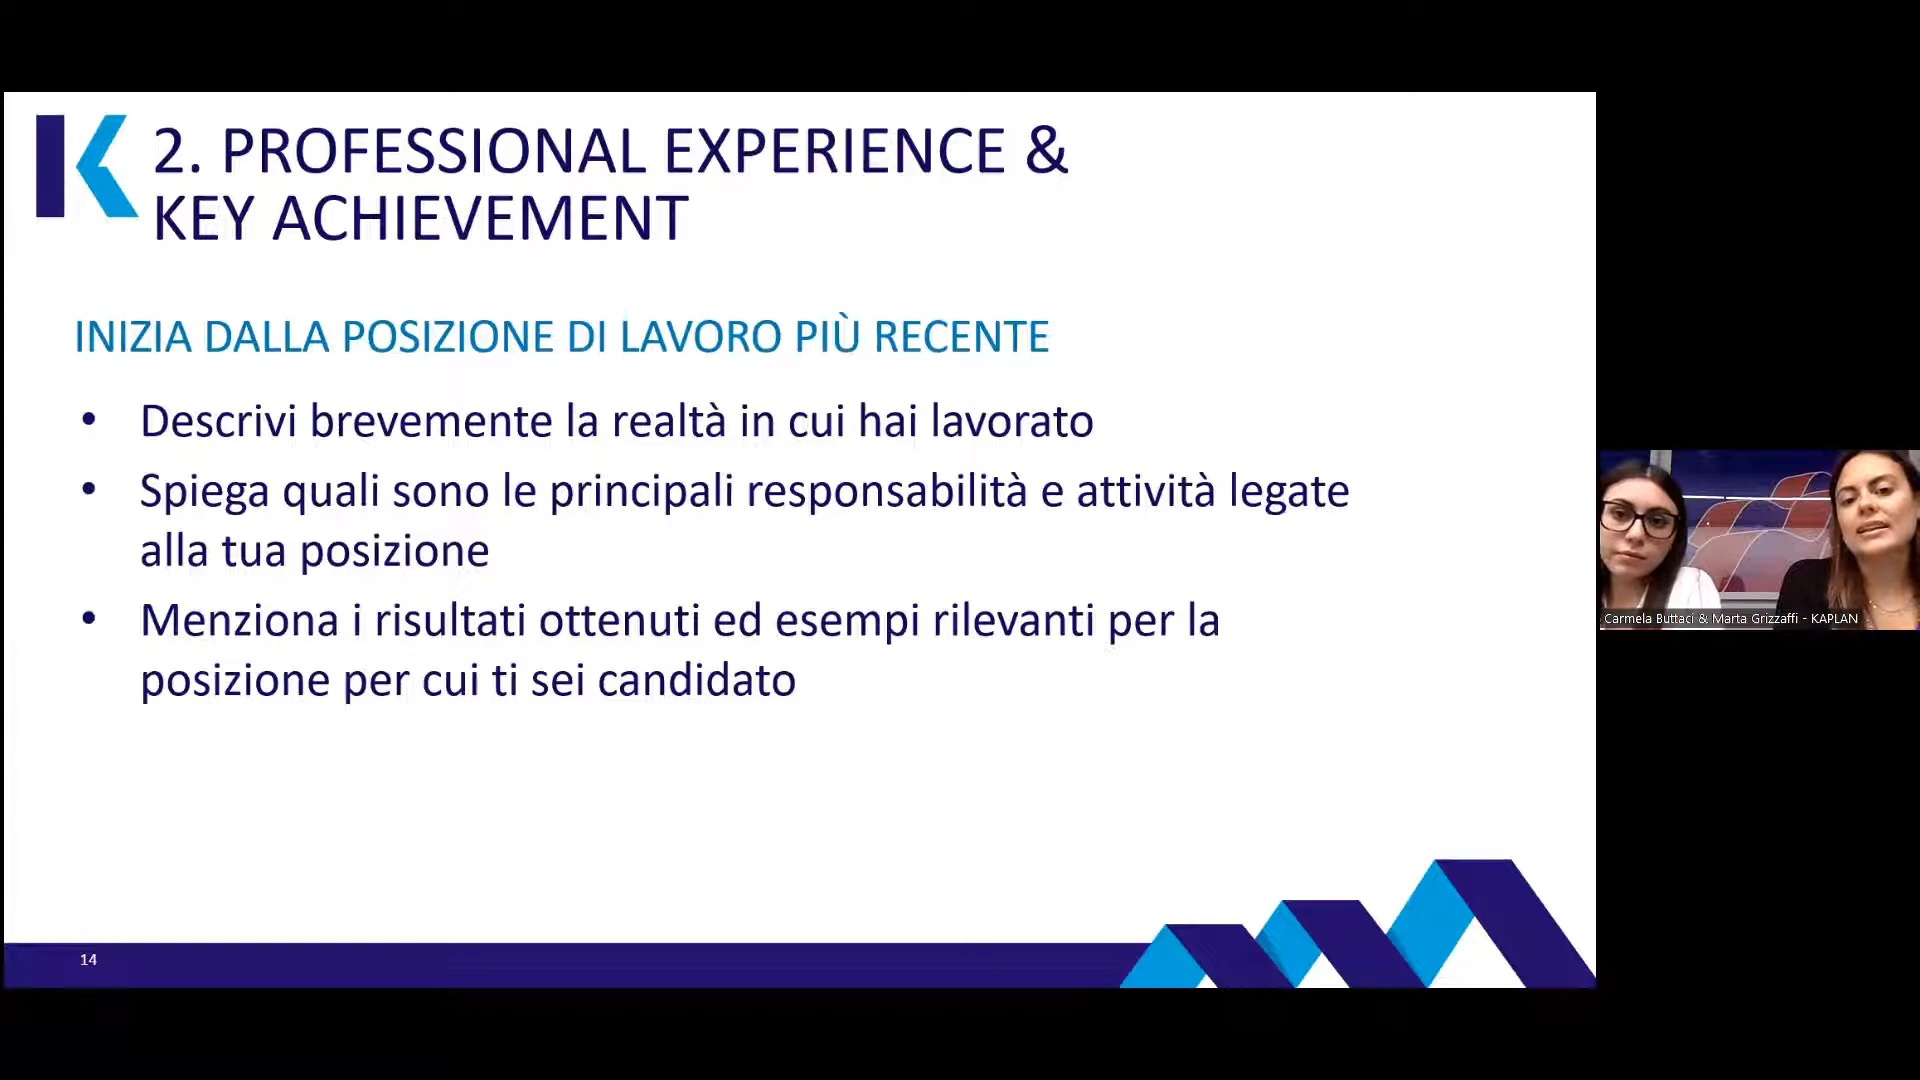 2. PROFESSIONAL EXPERIENCE &
KEY ACHIEVEMENT
INIZIA DALLA POSIZIONE DI LAVORO PIÙ RECENTE
• Descrivi brevemente la realtà in cui hai lavorato
• Spiega quali sono le principali responsabilità e attività legate
alla tua posizione
• Menziona i risultati ottenuti ed esempi rilevanti per la
posizione per cui ti sei candidato
14
Carmela Buttaci & Marta Grizzaffi - KAPLAN